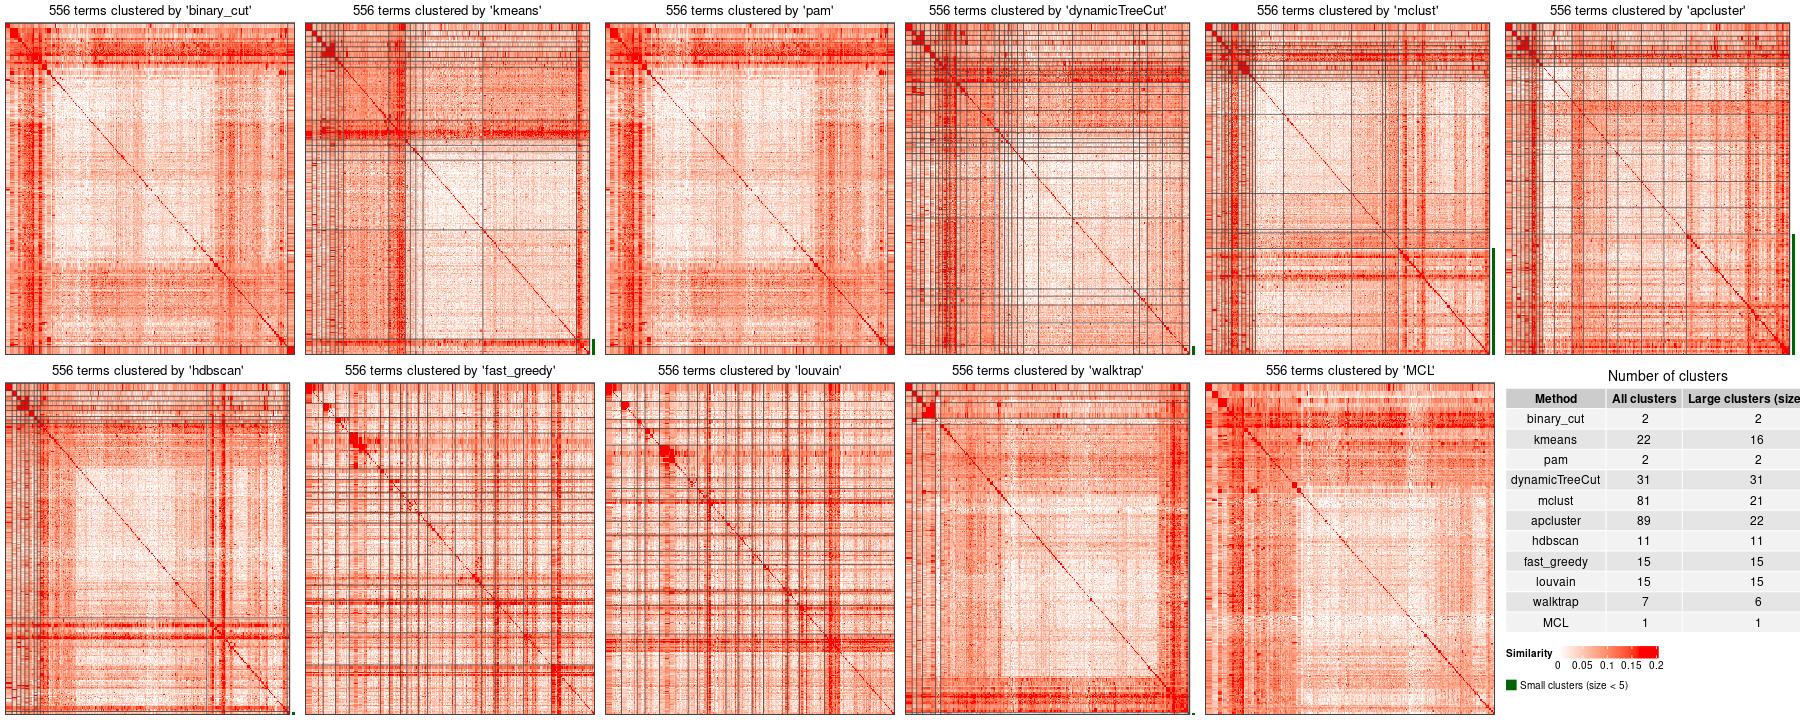 556 terms clustered by 'binary_cut'
556 terms clustered by 'kmeans'
556 terms clustered by 'pam'
556 terms clustered by 'dynamicTreeCut'
556 terms clustered by 'mclust'
556 terms clustered by 'apcluster'
556 terms clustered by 'hdbscan'
556 terms clustered by 'fast_greedy'
556 terms clustered by 'louvain'
556 terms clustered by 'walktrap'
556 terms clustered by 'MCL'
Number of clusters
Method All clusters Large clusters (size
binary_cut 2 2
kmeans 22 16
pam 2 2
dynamicTreeCut 31 31
mclust 81 21
apcluster 89 22
hdbscan 11 11
fast_greedy 15 15
louvain 15 15
walktrap 7 6
MCL 1 1
Similarity
0 0.05 0.1 0.15 0.2
Small clusters (size < 5)